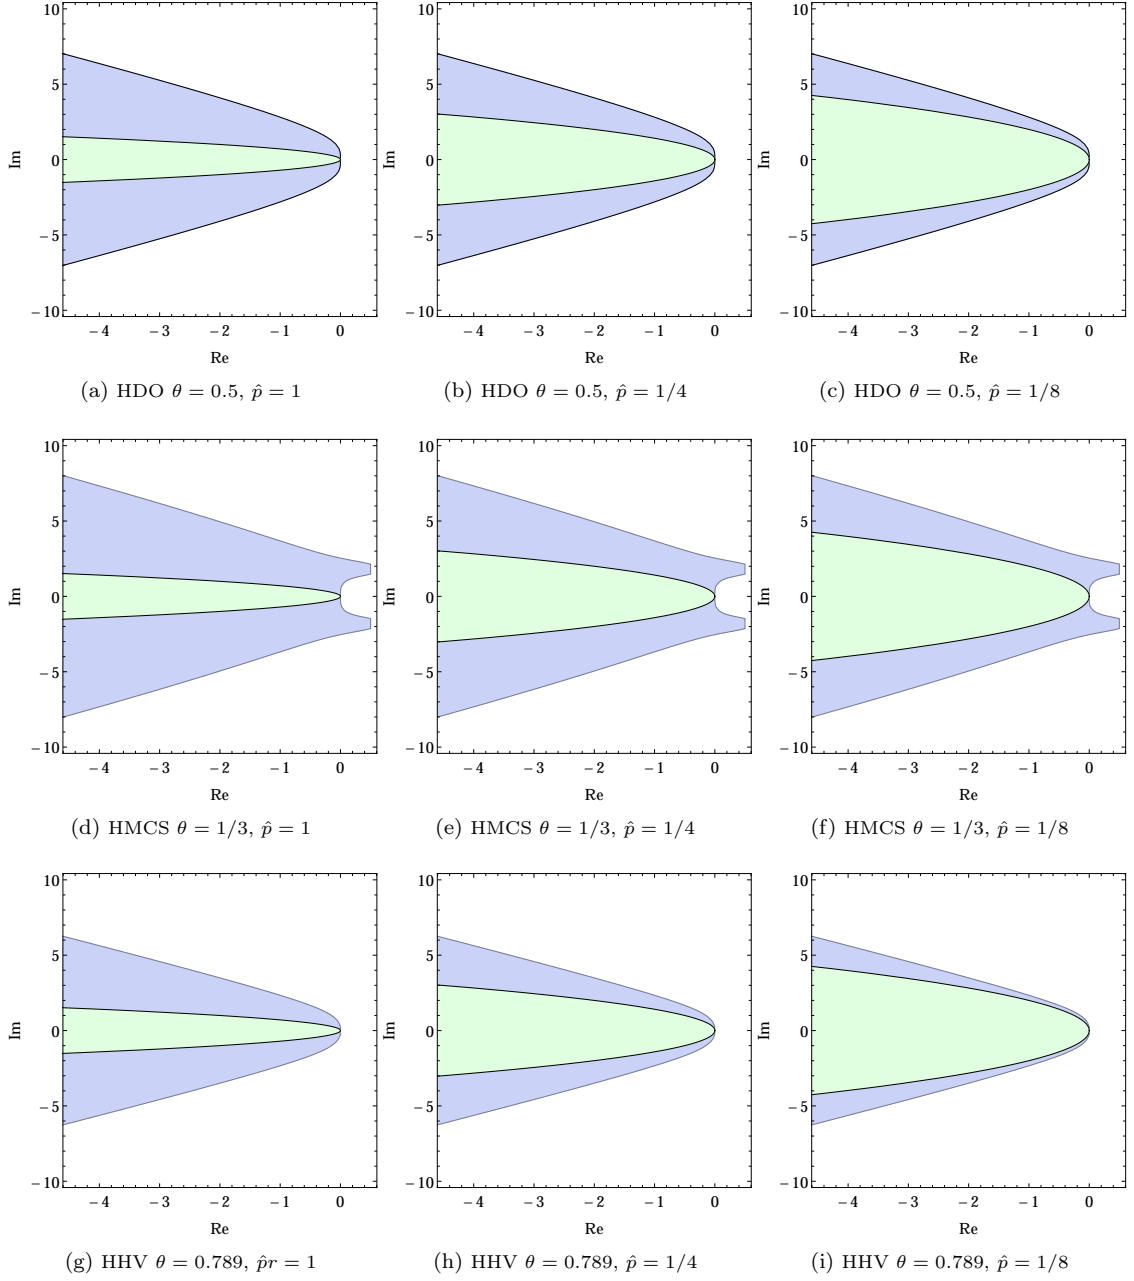 10
5
Im
0
−5
−10
−4 −3 −2 −1 0
Re
(a) HDO θ = 0.5, p̂ = 1
10
5
Im
0
−5
−10
−4 −3 −2 −1 0
Re
(b) HDO θ = 0.5, p̂ = 1/4
10
5
Im
0
−5
−10
−4 −3 −2 −1 0
Re
(c) HDO θ = 0.5, p̂ = 1/8
10
5
Im
0
−5
−10
−4 −3 −2 −1 0
Re
(d) HMCS θ = 1/3, p̂ = 1
10
5
Im
0
−5
−10
−4 −3 −2 −1 0
Re
(e) HMCS θ = 1/3, p̂ = 1/4
10
5
Im
0
−5
−10
−4 −3 −2 −1 0
Re
(f) HMCS θ = 1/3, p̂ = 1/8
10
5
Im
0
−5
−10
−4 −3 −2 −1 0
Re
(g) HHV θ = 0.789, p̂r = 1
10
5
Im
0
−5
−10
−4 −3 −2 −1 0
Re
(h) HHV θ = 0.789, p̂ = 1/4
10
5
Im
0
−5
−10
−4 −3 −2 −1 0
Re
(i) HHV θ = 0.789, p̂ = 1/8